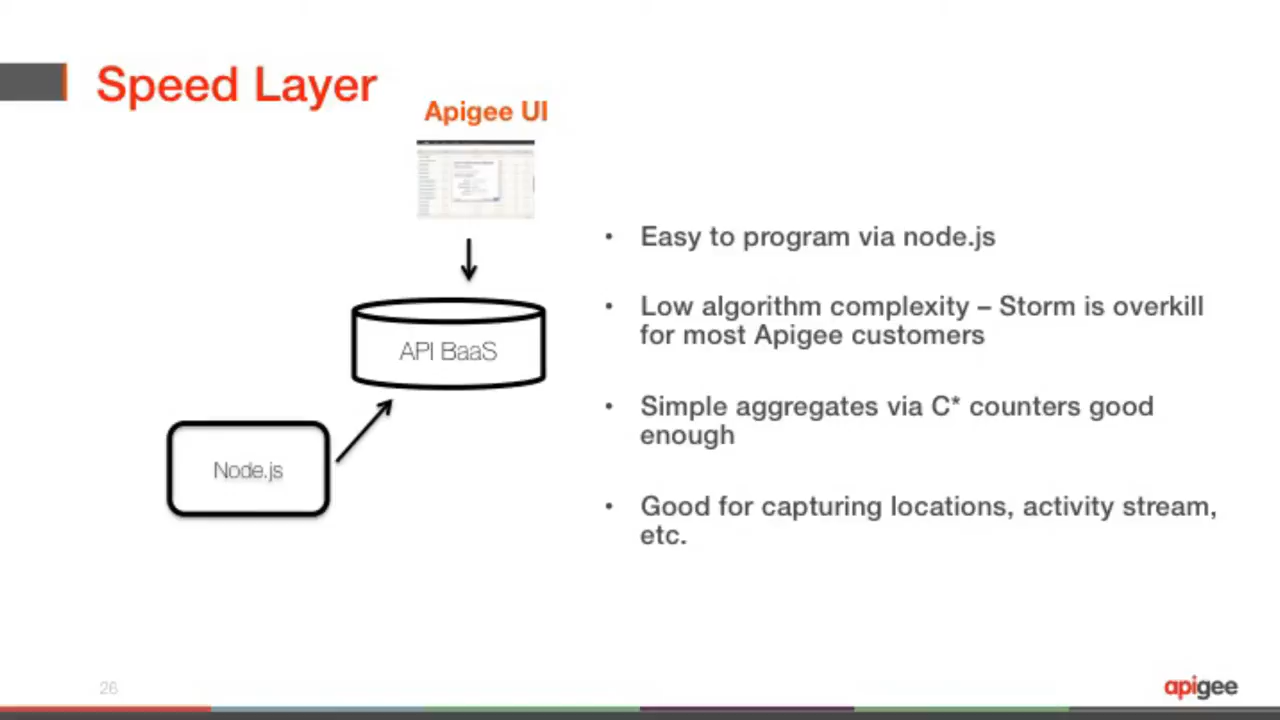 Speed Layer
Apigee UI
API BaaS
Node.js
• Easy to program via node.js
• Low algorithm complexity – Storm is overkill
for most Apigee customers
• Simple aggregates via C* counters good
enough
• Good for capturing locations, activity stream,
etc.
26
apigee